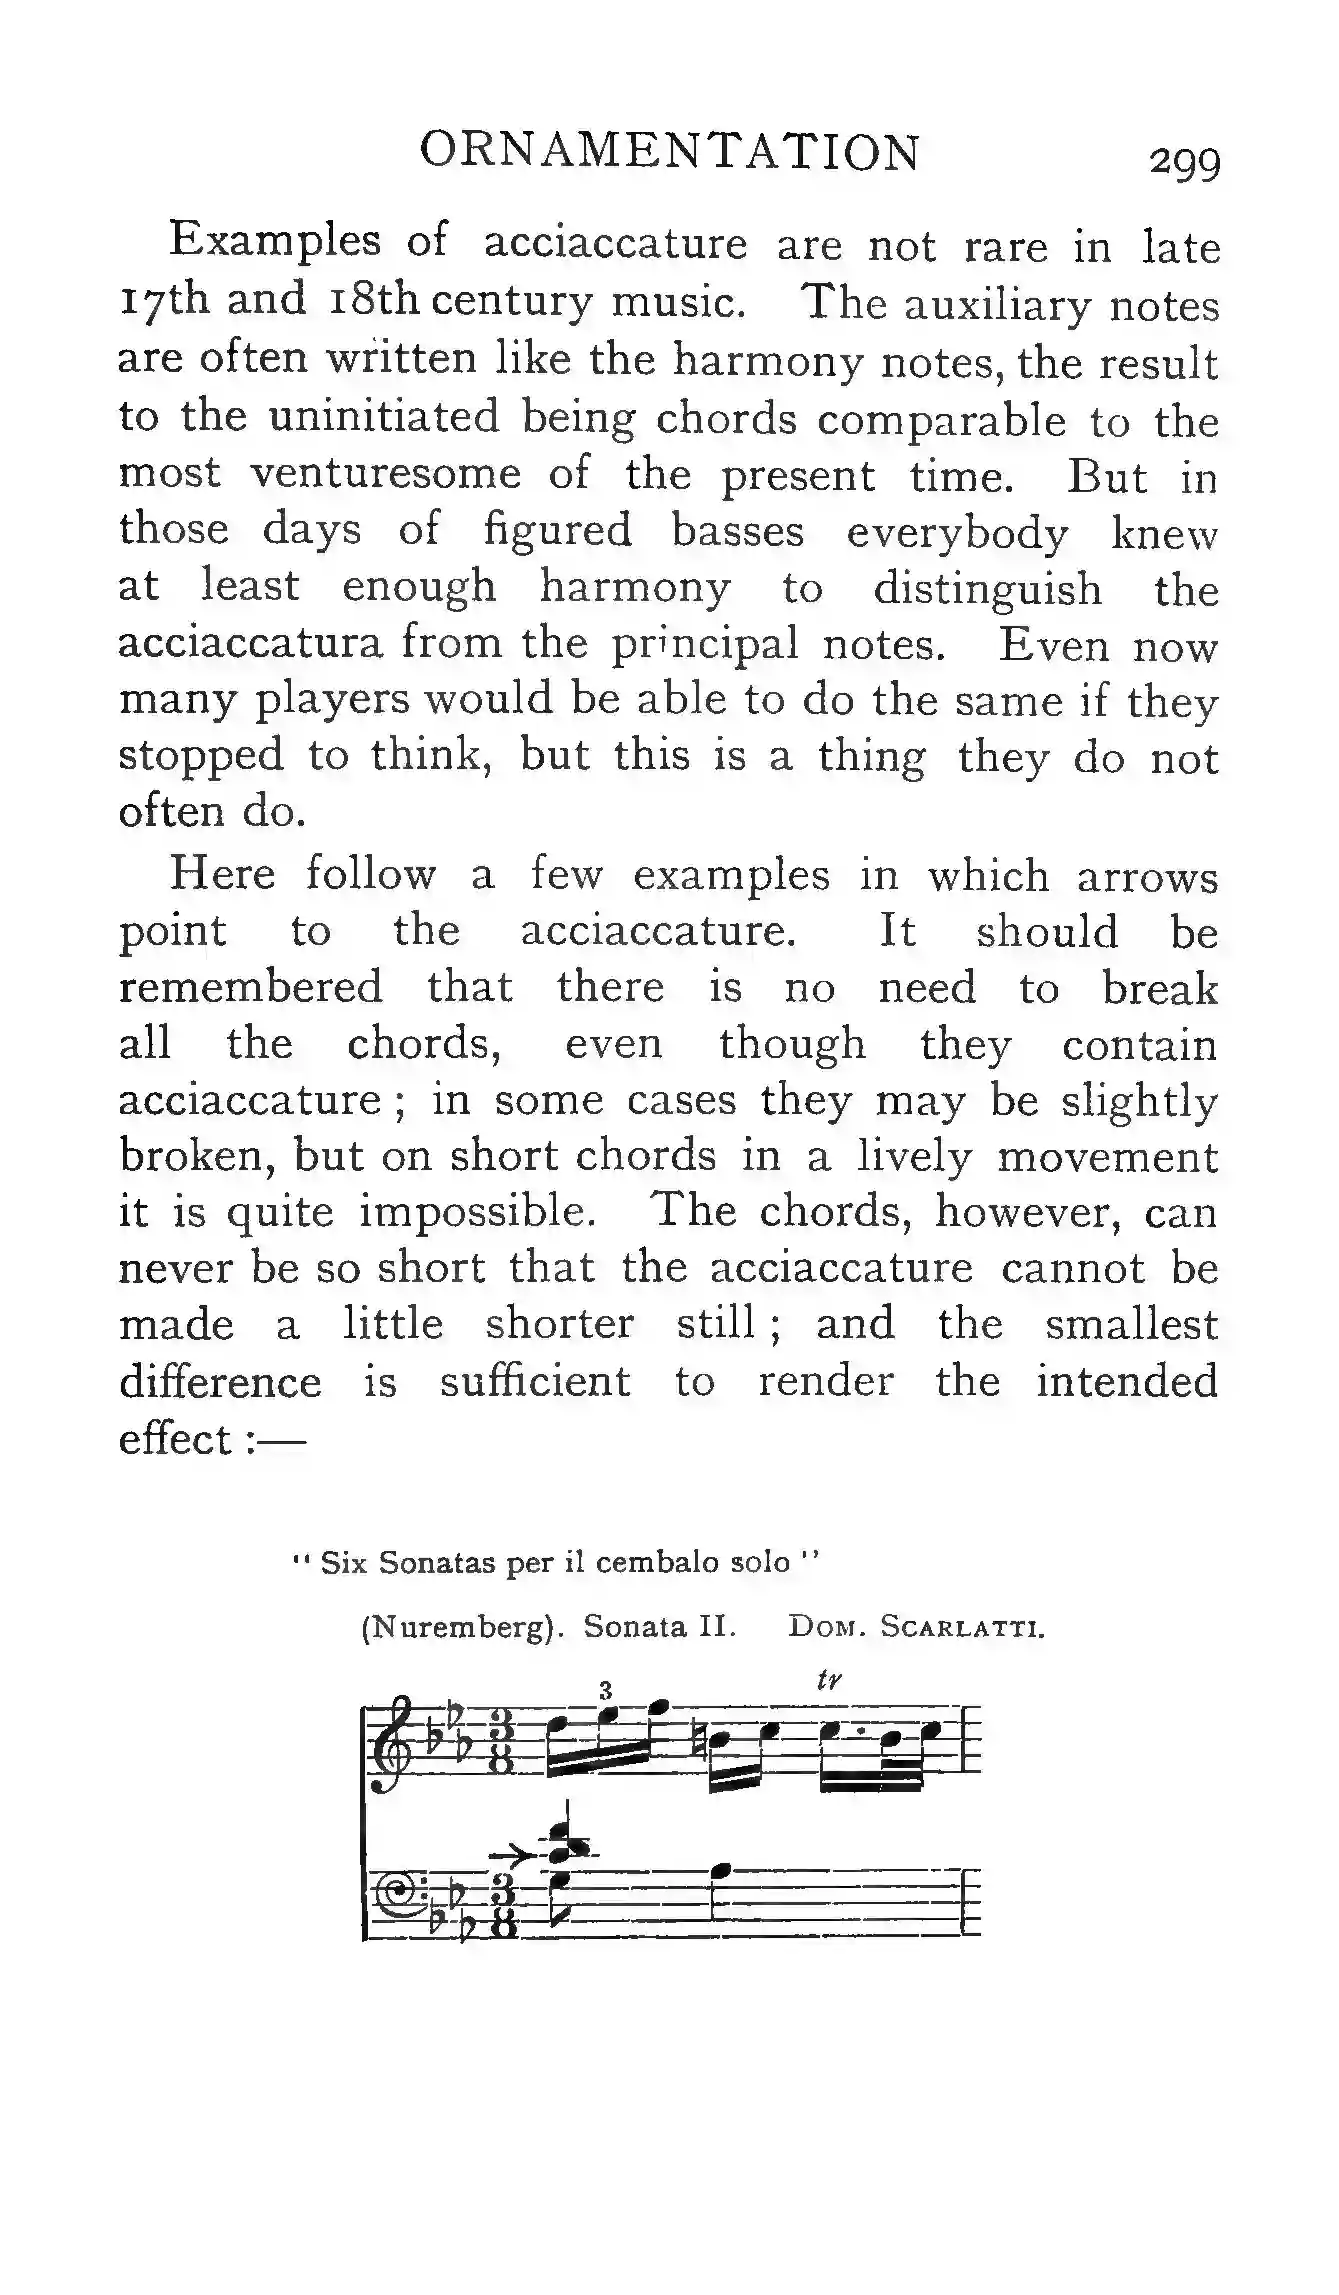 ORNAMENTATION 299
Examples of acciaccature are not rare in late
17th and 18th century music. The auxiliary notes
are often written like the harmony notes, the result
to the uninitiated being chords comparable to the
most venturesome of the present time. But in
those days of figured basses everybody knew
at least enough harmony to distinguish the
acciaccatura from the principal notes. Even now
many players would be able to do the same if they
stopped to think, but this is a thing they do not
often do.
Here follow a few examples in which arrows
point to the acciaccature. It should be
remembered that there is no need to break
all the chords, even though they contain
acciaccature ; in some cases they may be slightly
broken, but on short chords in a lively movement
it is quite impossible. The chords, however, can
never be so short that the acciaccature cannot be
made a little shorter still ; and the smallest
difference is sufficient to render the intended
effect :—
" Six Sonatas per il cembalo solo "
(Nuremberg). Sonata II. DOM. SCARLATTI.
3 tr
3
8
3
8